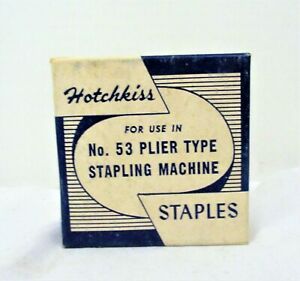 Hotchkiss
FOR USE IN
No. 53 PLIER TYPE
STAPLING MACHINE
STAPLES